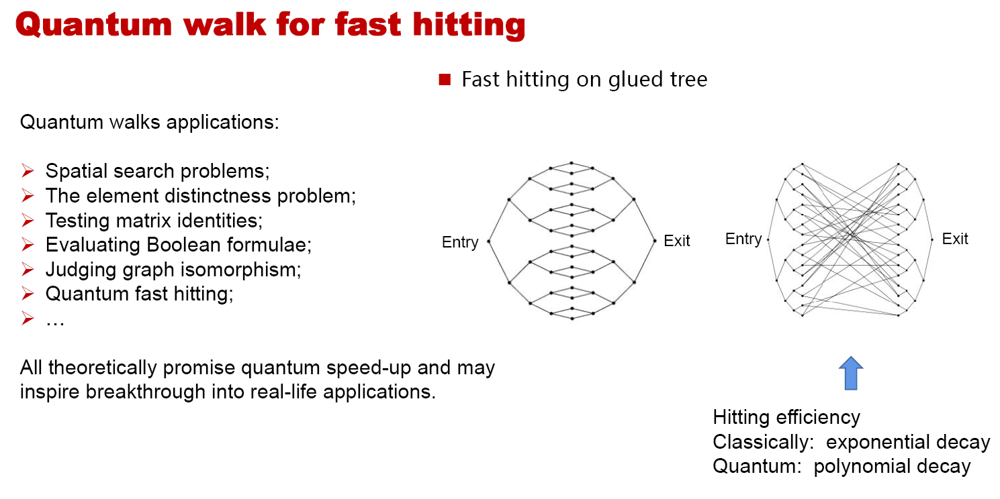 Quantum walk for fast hitting
■ Fast hitting on glued tree
Quantum walks applications:
➢ Spatial search problems;
➢ The element distinctness problem;
➢ Testing matrix identities;
➢ Evaluating Boolean formulae;
➢ Judging graph isomorphism;
➢ Quantum fast hitting;
➢ …
All theoretically promise quantum speed-up and may
inspire breakthrough into real-life applications.
Entry
Exit
Entry
Exit
Hitting efficiency
Classically: exponential decay
Quantum: polynomial decay